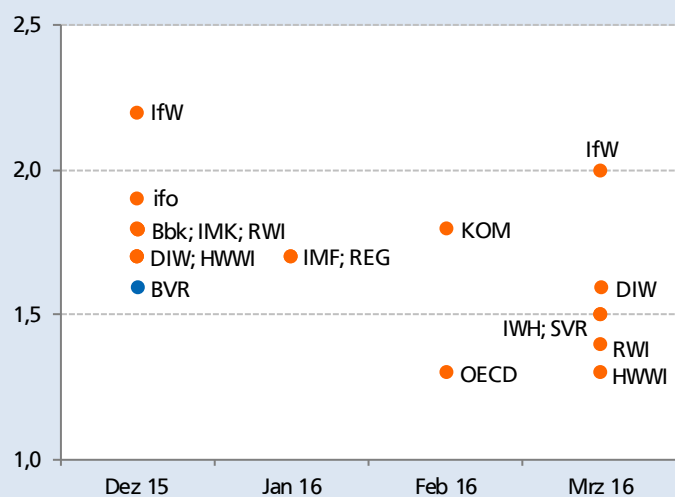 2,5
IfW
IfW
2,0
ifo
Bbk; IMK; RWI
KOM
DIW; HWWI
IMF; REG
BVR
DIW
1,5
IWH; SVR
RWI
OECD
HWWI
1,0
Dez 15
Jan 16
Feb 16
Mrz 16